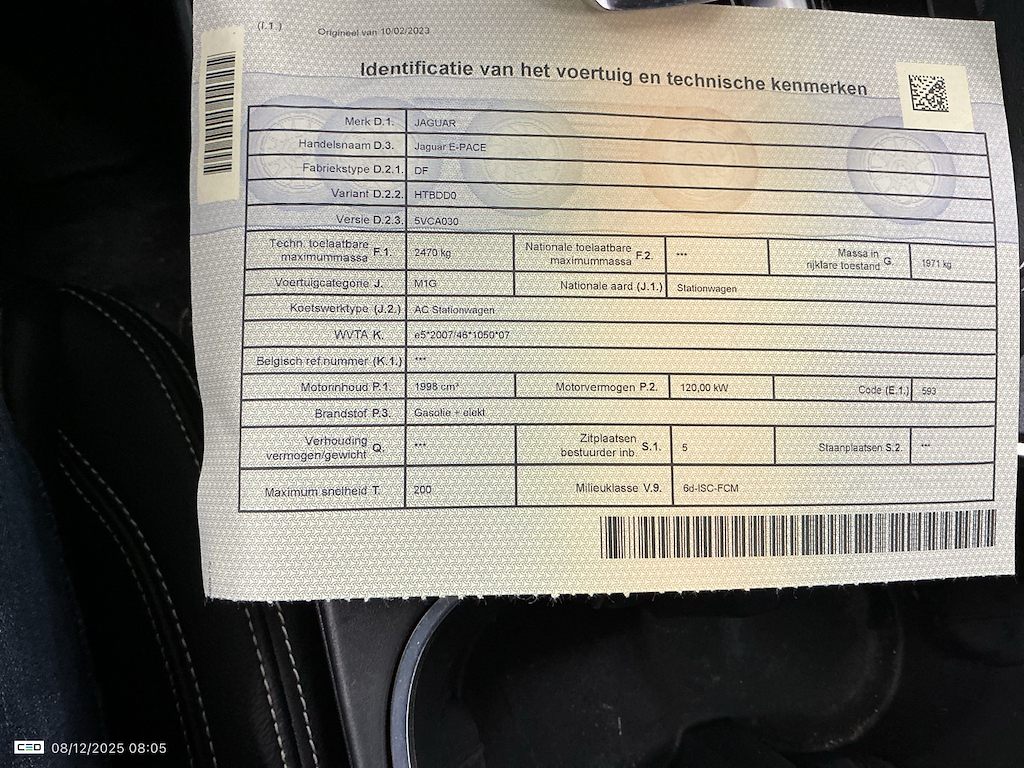 (I.1.)
Origineel van 10/02/2023
Identificatie van het voertuig en technische kenmerken
Merk D.1. JAGUAR
Handelsnaam D.3. Jaguar E-PACE
Fabriekstype D.2.1. DF
Variant D.2.2. HTBDD0
Versie D.2.3. 5VCA030
Techn. toelaatbare maximummassa F.1. 2470 kg Nationale toelaatbare maximummassa F.2. *** Massa in rijklare toestand G. 1971 kg
Voertuigcategorie J. M1G Nationale aard (J.1.) Stationwagen
Koetswerktype (J.2.) AC Stationwagen
WVTA K. e5*2007/46*1050*07
Belgisch ref.nummer (K.1.) ***
Motorinhoud P.1. 1998 cm³ Motorvermogen P.2. 120,00 kW Code (E.1.) 593
Brandstof P.3. Gasolie + elekt
Verhouding vermogen/gewicht Q. *** Zitplaatsen bestuurder inb. S.1. 5 Staanplaatsen S.2. ***
Maximum snelheid T. 200 Milieuklasse V.9. 6d-ISC-FCM
CEO 08/12/2025 08:05